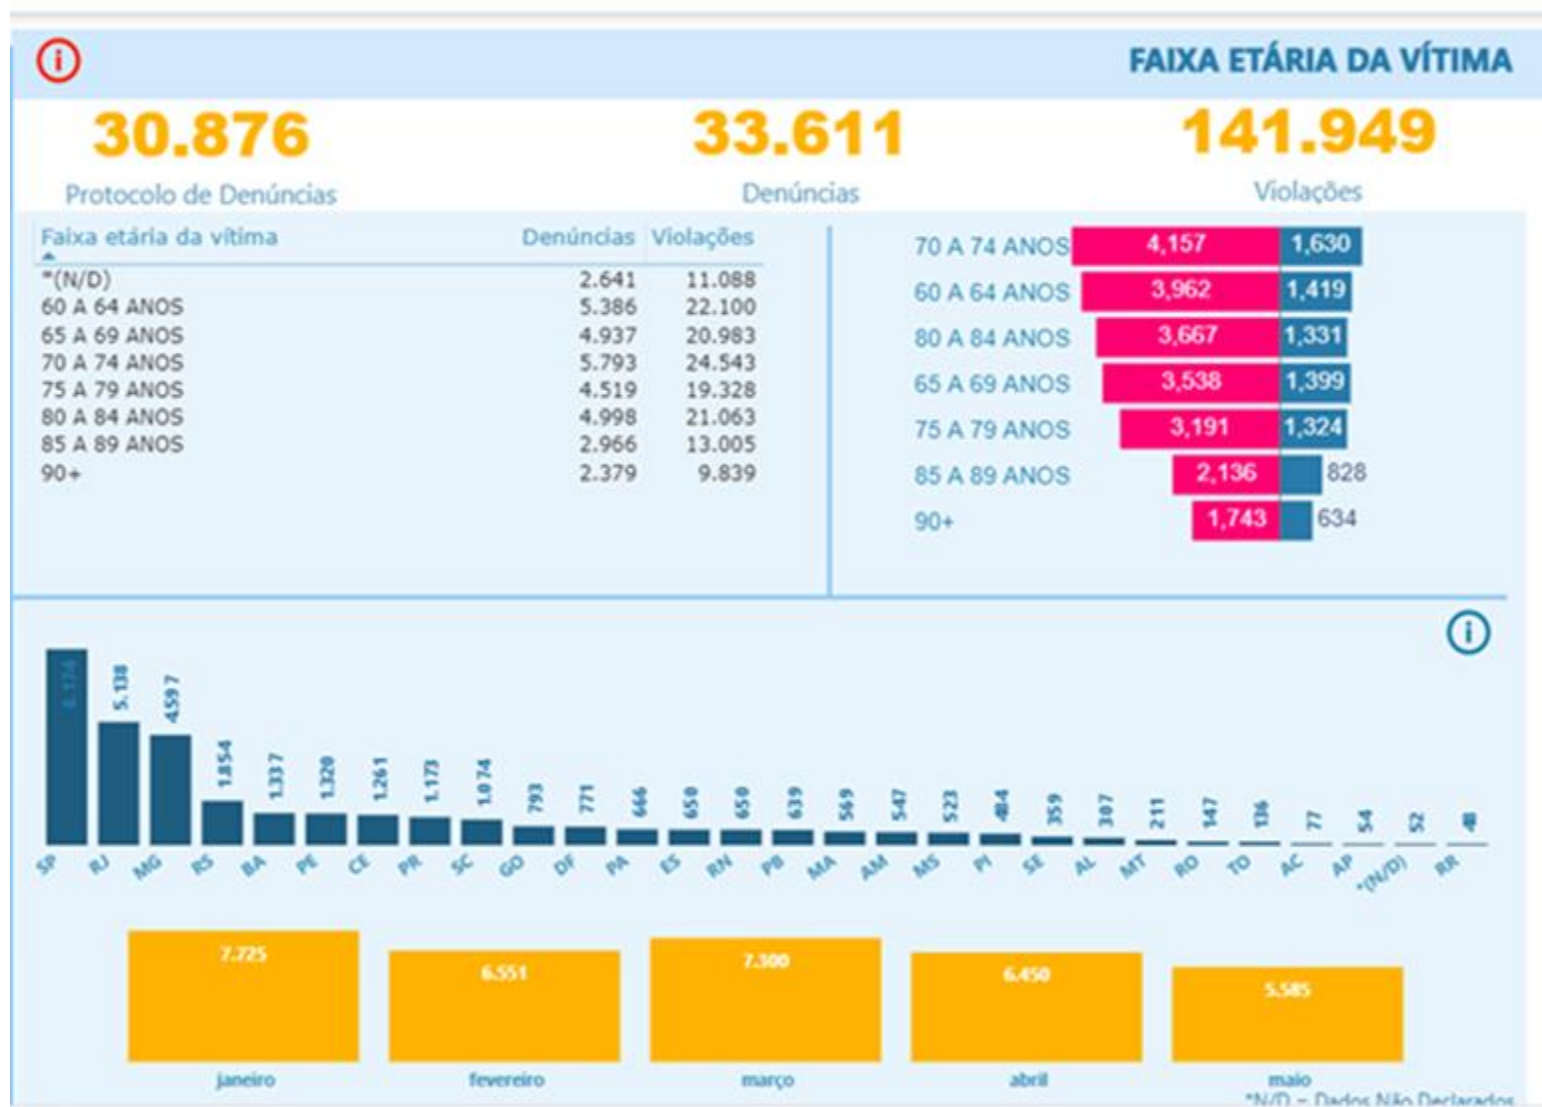 FAIXA ETÁRIA DA VÍTIMA
30.876 33.611 141.949
Protocolo de Denúncias Denúncias Violações
Faixa etária da vítima Denúncias Violações
*(N/D) 2.641 11.088
60 A 64 ANOS 5.386 22.100
65 A 69 ANOS 4.937 20.983
70 A 74 ANOS 5.793 24.543
75 A 79 ANOS 4.519 19.328
80 A 84 ANOS 4.998 21.063
85 A 89 ANOS 2.966 13.005
90+ 2.379 9.839
70 A 74 ANOS 4,157 1,630
60 A 64 ANOS 3,962 1,419
80 A 84 ANOS 3,667 1,331
65 A 69 ANOS 3,538 1,399
75 A 79 ANOS 3,191 1,324
85 A 89 ANOS 2,136 828
90+ 1,743 634
8.174 5.138 4.597 1.854 1.337 1.320 1.261 1.173 1.074 793 771 666 650 650 639 569 547 523 484 359 307 211 147 136 77 54 52 48
SP RJ MG RS BA PE CE PR SC GO DF PA ES RN PB MA AM MS PI SE AL MT RO TO AC AP *(N/D) RR
7.725 6.551 7.300 6.450 5.585
janeiro fevereiro março abril maio
*N/D - Dados Não Declarados